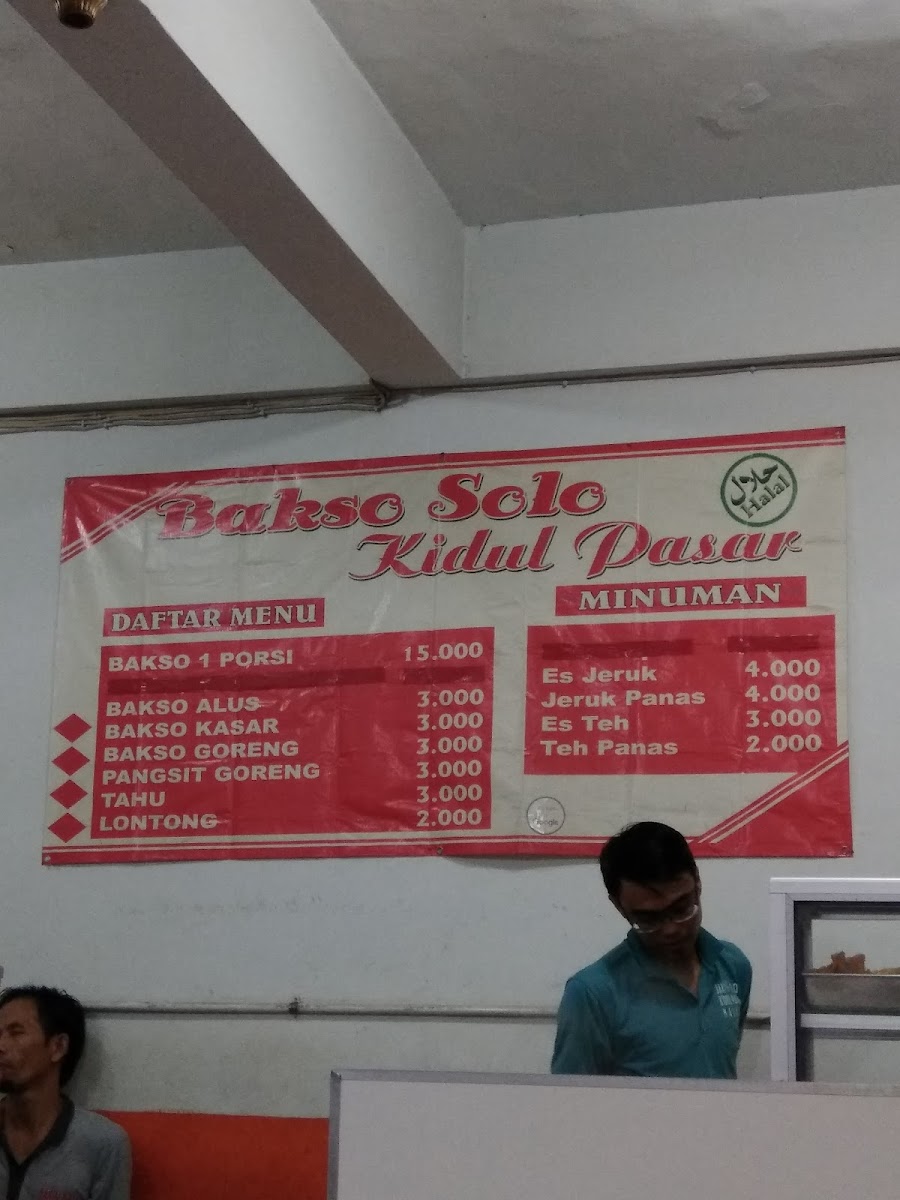 Bakso Solo
Kidul Pasar
حلال
Halal
DAFTAR MENU
BAKSO 1 PORSI 15.000
BAKSO ALUS 3.000
BAKSO KASAR 3.000
BAKSO GORENG 3.000
PANGSIT GORENG 3.000
TAHU 3.000
LONTONG 2.000
MINUMAN
Es Jeruk 4.000
Jeruk Panas 4.000
Es Teh 3.000
Teh Panas 2.000